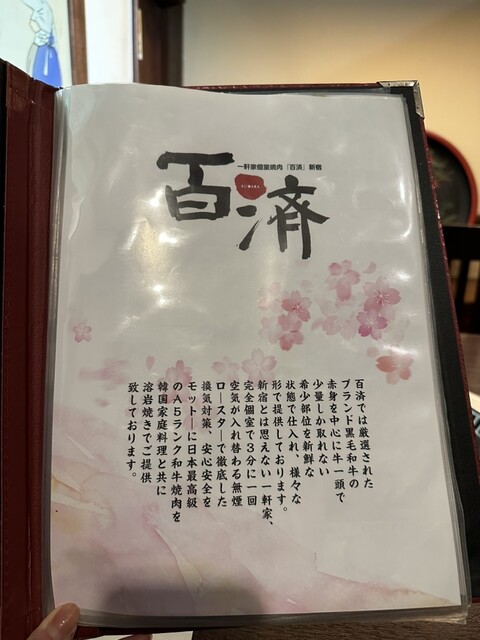 一軒家個室焼肉「百済」新宿
百済
百済では厳選された
ブランド黒毛和牛の
赤身を中心に牛一頭で
少量しか取れない
希少部位を新鮮な
状態で仕入れ、様々な
形で提供しております。
新宿とは思えない一軒家、
完全個室で3分に一回
空気が入れ替わる無煙
ロースターで徹底した
換気対策、安心安全を
モットーに日本最高級
のA5ランク和牛焼肉を
韓国家庭料理と共に
溶岩焼きでご提供
致しております。